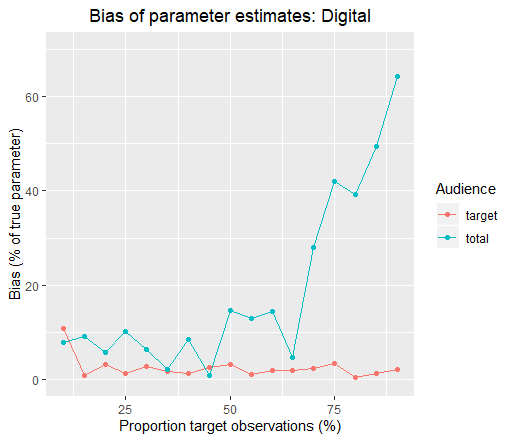 Bias of parameter estimates: Digital
Bias (% of true parameter)
60
40
20
0
25
50
75
Proportion target observations (%)
Audience
target
total